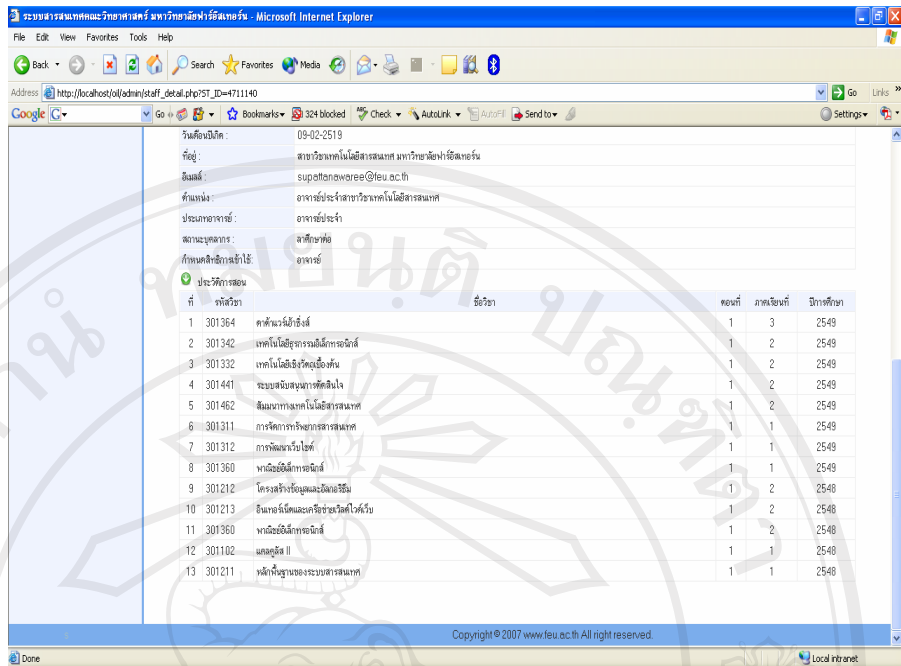 ระบบสารสนเทศคณะวิทยาศาสตร์ มหาวิทยาลัยฟาร์อีสเทอร์น - Microsoft Internet Explorer
File Edit View Favorites Tools Help
Back Search Favorites Media
Address http://localhost/oil/admin/staff_detail.php?ST_ID=4711140 Go Links »
Google G Go Bookmarks 324 blocked Check AutoLink AutoFill Send to Settings
วันเดือนปีเกิด : 09-02-2519
ที่อยู่ : สาขาวิชาเทคโนโลยีสารสนเทศ มหาวิทยาลัยฟาร์อีสเทอร์น
อีเมลล์ : supattanawaree@feu.ac.th
ตำแหน่ง : อาจารย์ประจำสาขาวิชาเทคโนโลยีสารสนเทศ
ประเภทอาจารย์ : อาจารย์ประจำ
สถานะบุคลากร : ลาศึกษาต่อ
กำหนดสิทธิการเข้าใช้: อาจารย์
ประวัติการสอน
ที่ รหัสวิชา ชื่อวิชา ตอนที่ ภาคเรียนที่ ปีการศึกษา
1 301364 ดาต้าแวร์เฮ้าซิ่งส์ 1 3 2549
2 301342 เทคโนโลยีธุรกรรมอิเล็กทรอนิกส์ 1 2 2549
3 301332 เทคโนโลยีเชิงวัตถุเบื้องต้น 1 2 2549
4 301441 ระบบสนับสนุนการตัดสินใจ 1 2 2549
5 301462 สัมมนาทางเทคโนโลยีสารสนเทศ 1 2 2549
6 301311 การจัดการทรัพยากรสารสนเทศ 1 1 2549
7 301312 การพัฒนาเว็บไซต์ 1 1 2549
8 301360 พาณิชย์อิเล็กทรอนิกส์ 1 1 2549
9 301212 โครงสร้างข้อมูลและอัลกอริธึม 1 2 2548
10 301213 อินเทอร์เน็ตและเครือข่ายเวิลด์ไวด์เว็บ 1 2 2548
11 301360 พาณิชย์อิเล็กทรอนิกส์ 1 2 2548
12 301102 แคลคูลัส II 1 1 2548
13 301211 หลักพื้นฐานของระบบสารสนเทศ 1 1 2548
Copyright © 2007 www.feu.ac.th All right reserved.
Done Local intranet